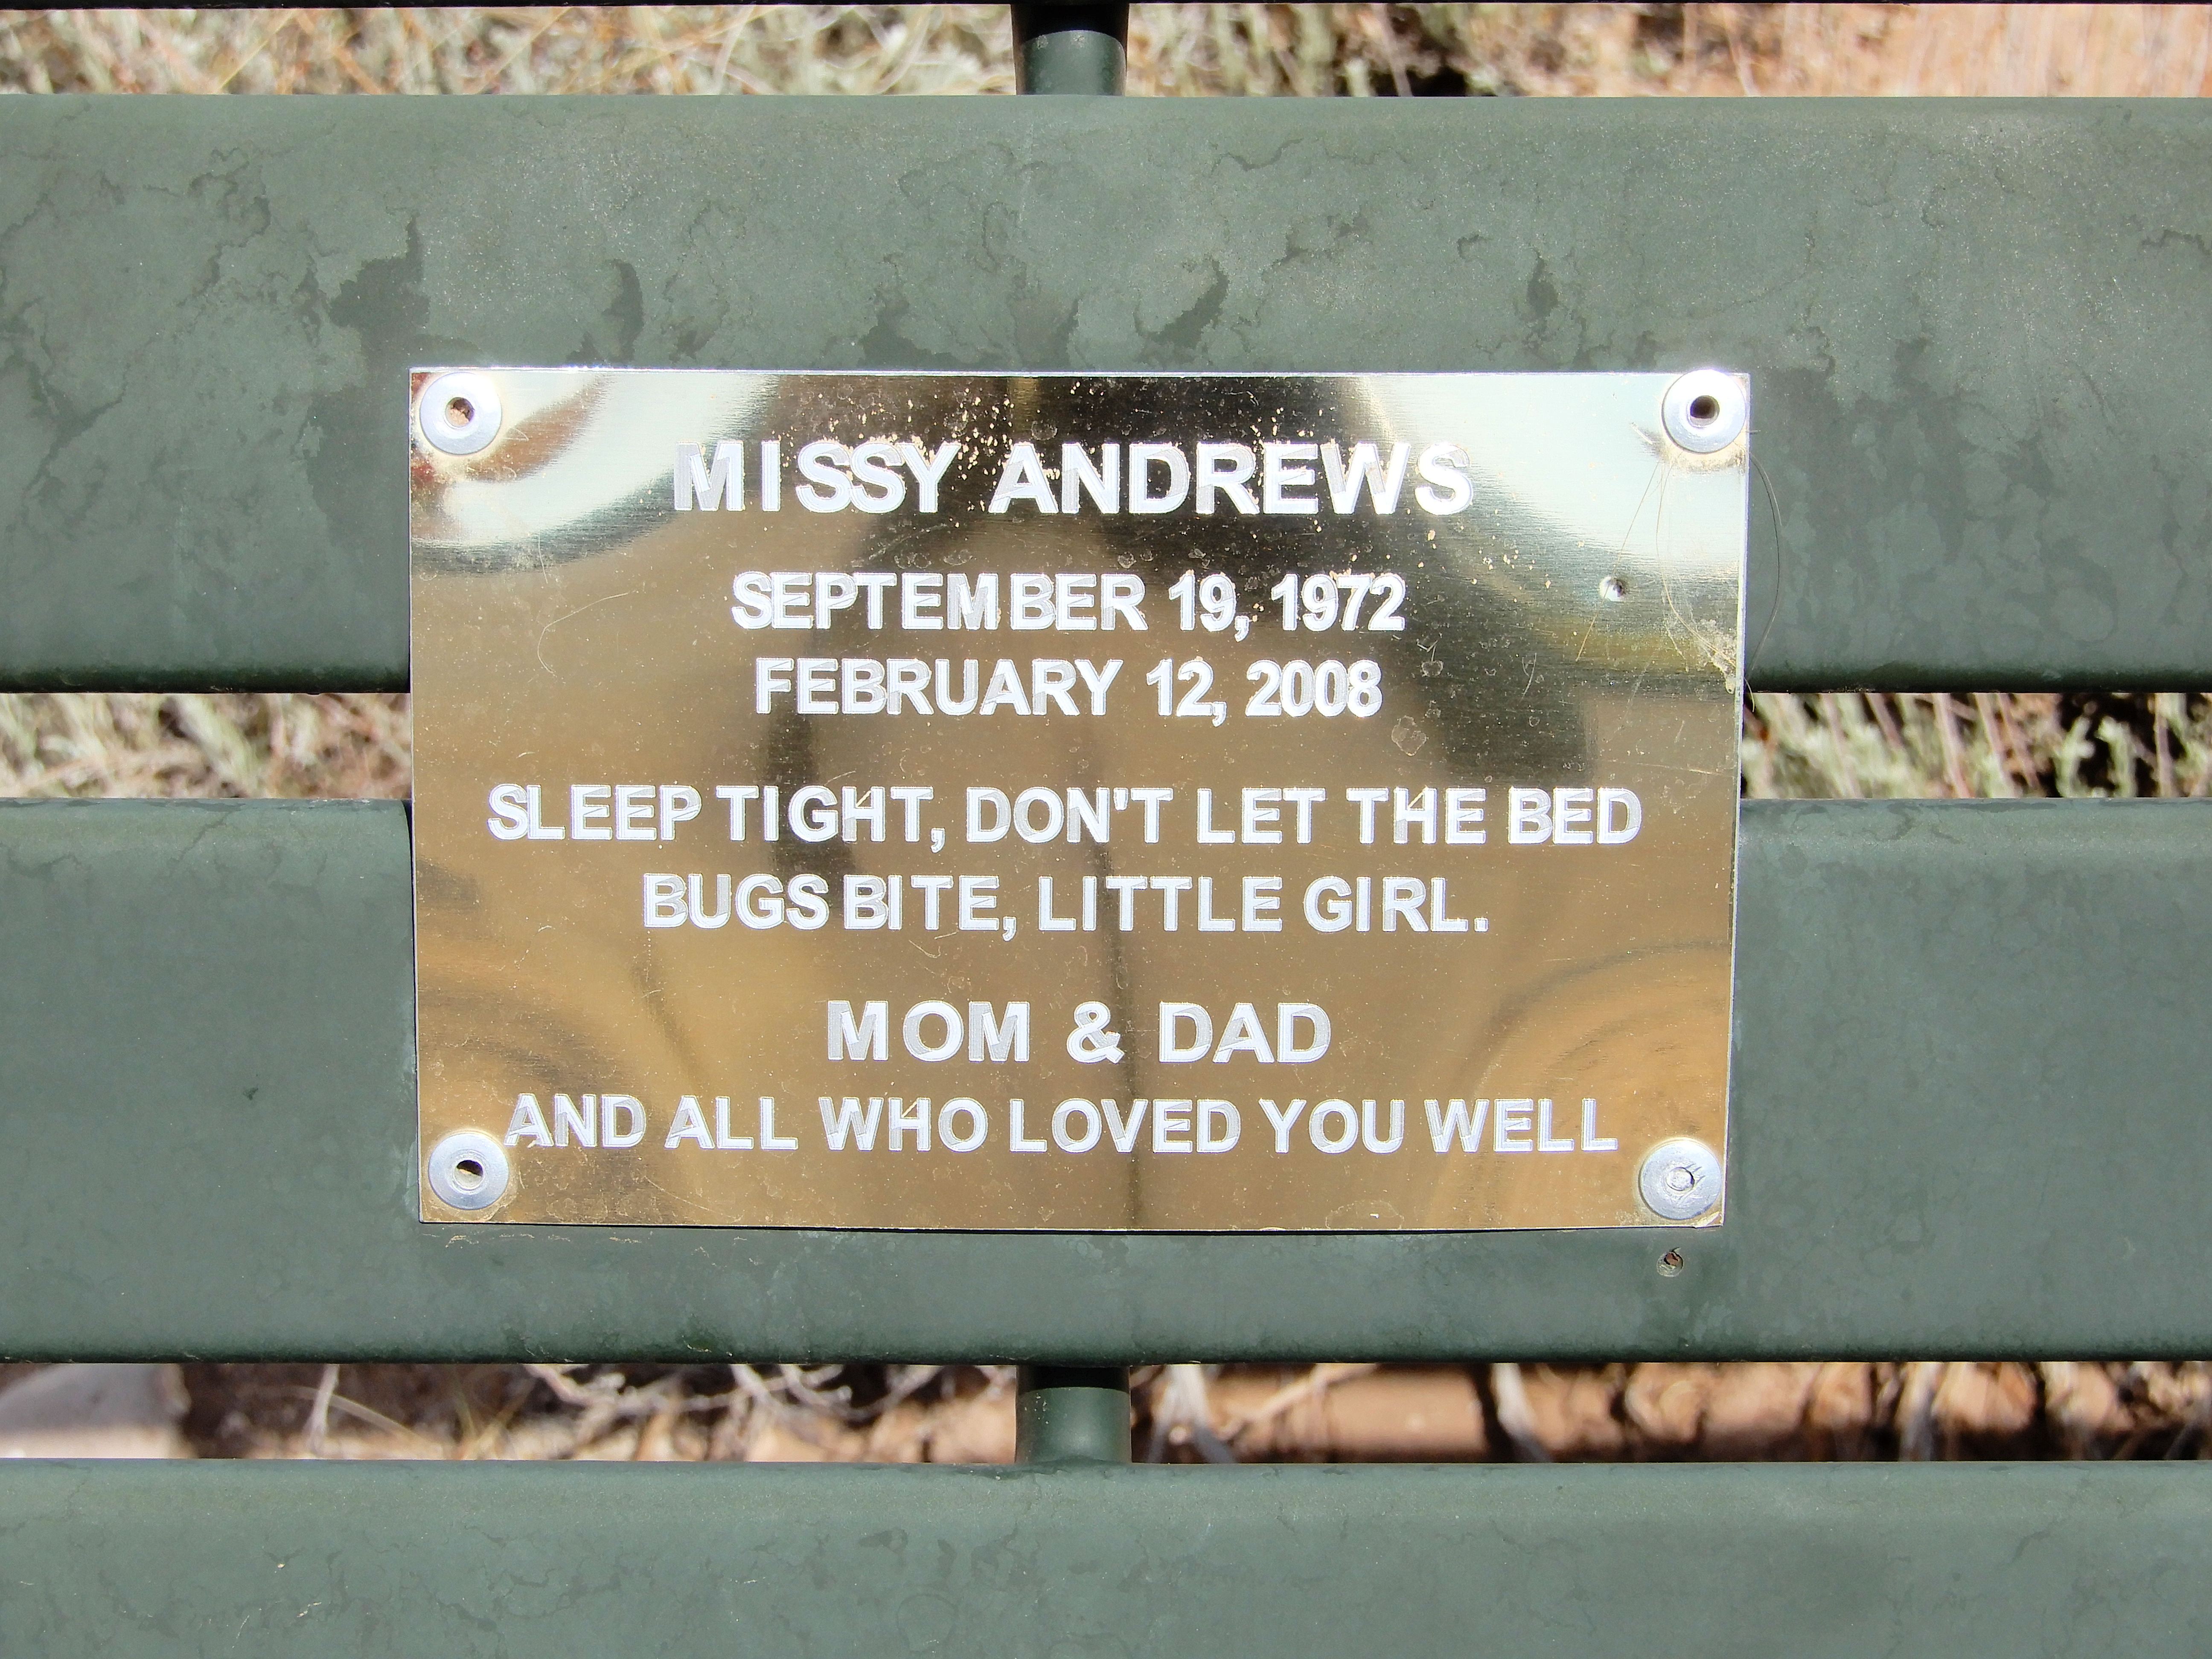 MISSY ANDREWS
SEPTEMBER 19, 1972
FEBRUARY 12, 2008
SLEEP TIGHT, DON'T LET THE BED
BUGS BITE, LITTLE GIRL.
MOM & DAD
AND ALL WHO LOVED YOU WELL